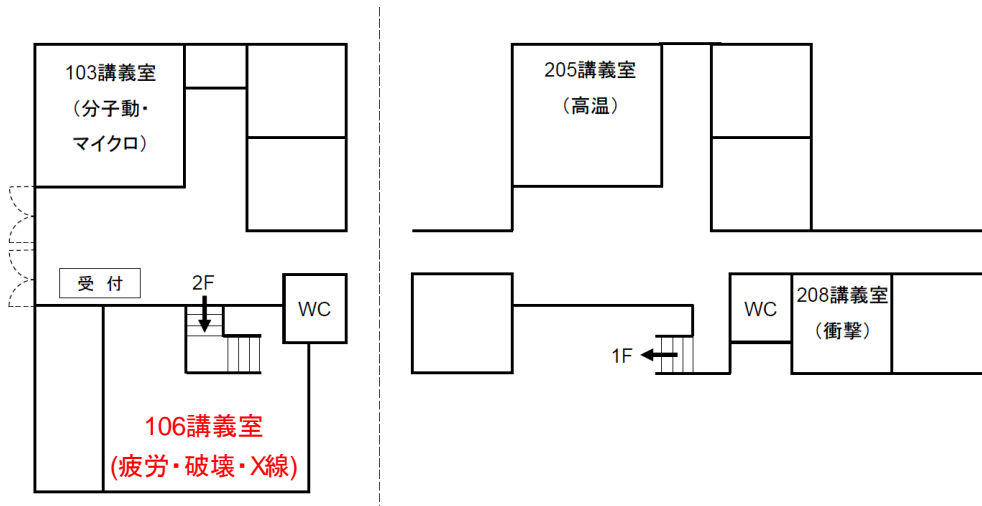 103講義室
(分子動・
マイクロ)
受 付
2F
WC
106講義室
(疲労・破壊・X線)
205講義室
(高温)
1F
WC
208講義室
(衝撃)